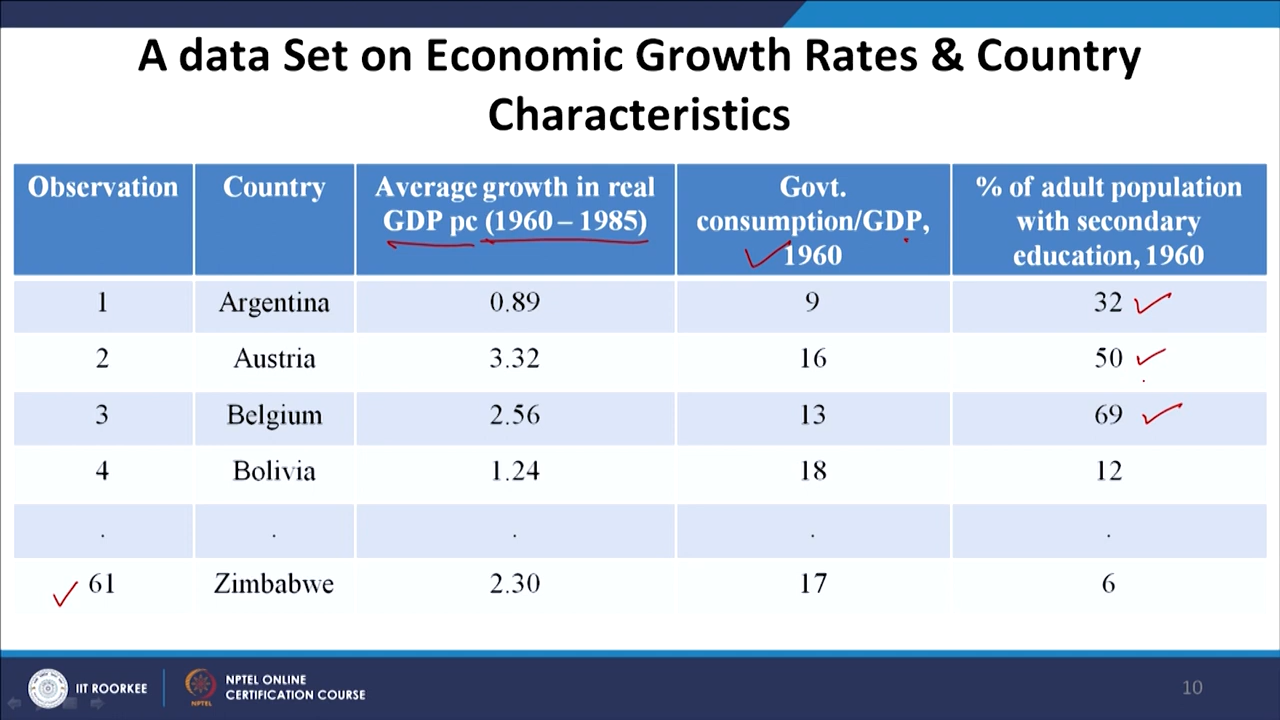 A data Set on Economic Growth Rates & Country
Characteristics
Observation Country Average growth in real GDP pc (1960 – 1985) Govt. consumption/GDP, 1960 % of adult population with secondary education, 1960
1 Argentina 0.89 9 32
2 Austria 3.32 16 50
3 Belgium 2.56 13 69
4 Bolivia 1.24 18 12
. . . . .
61 Zimbabwe 2.30 17 6
IIT ROORKEE
NPTEL
NPTEL ONLINE
CERTIFICATION COURSE
10